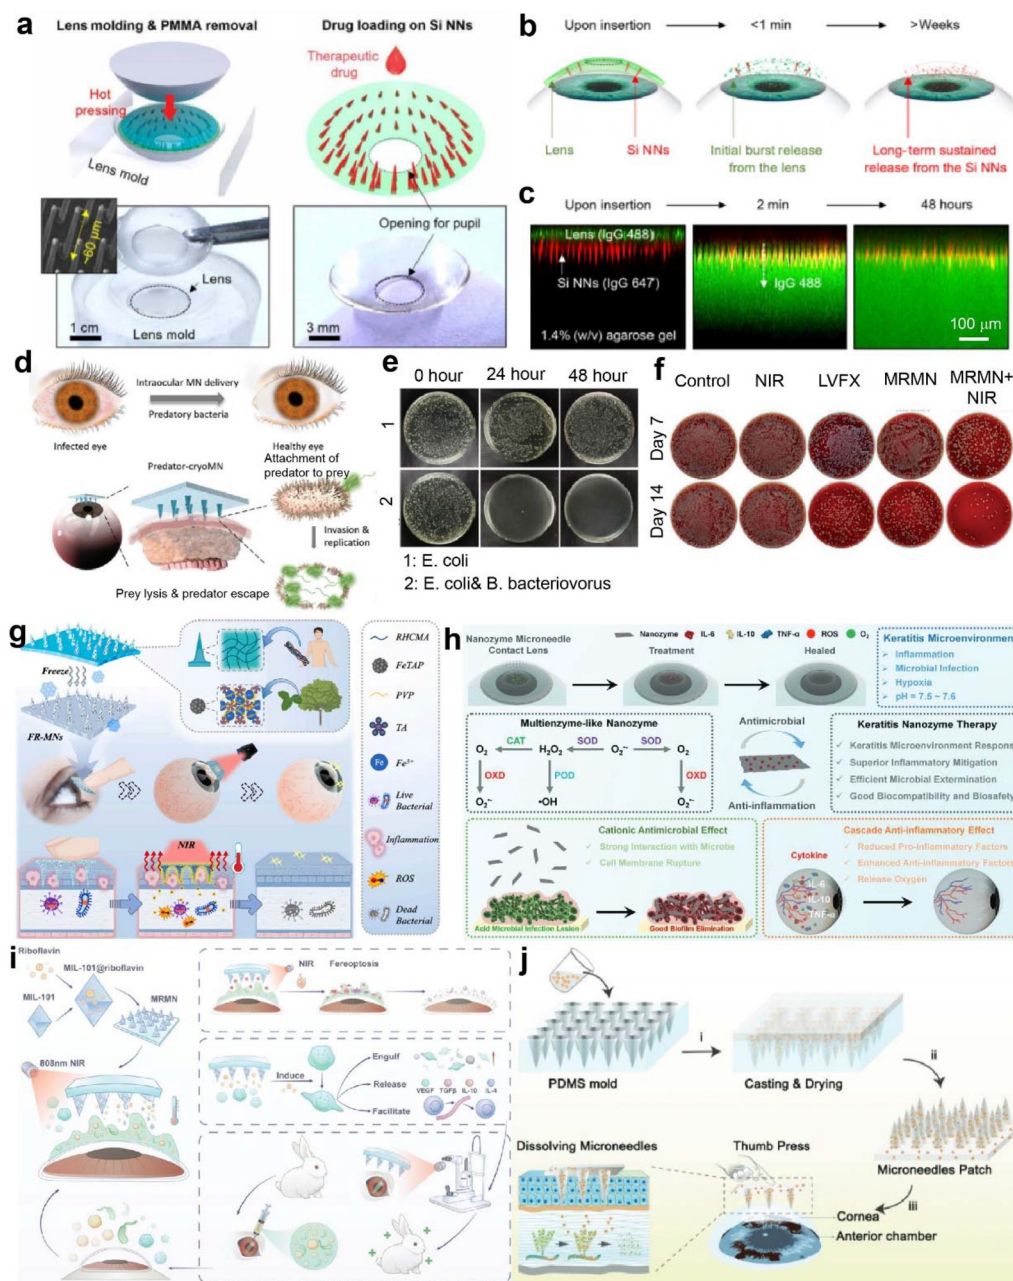 a
Lens molding & PMMA removal
Drug loading on Si NNs
Therapeutic
drug
Hot
pressing
Lens mold
~60 μm
Opening for pupil
Lens
1 cm
Lens mold
3 mm
b
Upon insertion
<1 min
>Weeks
Lens
Si NNs
Initial burst release
from the lens
Long-term sustained
release from the Si NNs
c
Upon insertion
2 min
48 hours
Lens (IgG 488)
Si NNs (IgG 647)
1.4% (w/v) agarose gel
IgG 488
100 μm
d
Intraocular MN delivery
Predatory bacteria
Infected eye
Healthy eye
Predator-cryoMN
Attachment of
predator to prey
Invasion &
replication
Prey lysis & predator escape
e
0 hour
24 hour
48 hour
1
2
1: E. coli
2: E. coli& B. bacteriovorus
f
Control
NIR
LVFX
MRMN
MRMN+
NIR
Day 7
Day 14
g
Freeze
FR-MNs
NIR
RHCMA
FeTAP
PVP
TA
Fe
Fe³⁺
Live
Bacterial
Inflammation
ROS
Dead
Bacterial
h
Nanozyme
IL-6
IL-10
TNF-α
ROS
O₂
Nanozyme Microneedle
Contact Lens
Treatment
Healed
Keratitis Microenvironment
Inflammation
Microbial Infection
Hypoxia
pH = 7.5 ~ 7.6
Multienzyme-like Nanozyme
CAT
SOD
SOD
O₂
H₂O₂
O₂•⁻
O₂
OXD
POD
OXD
O₂•⁻
•OH
O₂•⁻
Antimicrobial
Anti-inflammation
Keratitis Nanozyme Therapy
Keratitis Microenvironment Respons
Superior Inflammatory Mitigation
Efficient Microbial Extermination
Good Biocompatibility and Biosafety
Cationic Antimicrobial Effect
Strong Interaction with Microbe
Cell Membrane Rupture
Acid Microbial Infection Lesion
Good Biofilm Elimination
Cascade Anti-inflammatory Effect
Reduced Pro-inflammatory Factors
Enhanced Anti-inflammatory Factors
Release Oxygen
Cytokine
IL-6
IL-10
TNF-α
i
Riboflavin
MIL-101@riboflavin
MIL-101
MRMN
808nm NIR
NIR
Fereoptosis
Induce
Engulf
Release
Facilitate
VEGF
TGFβ
IL-10
IL-4
j
PDMS mold
i
Casting & Drying
ii
Microneedles Patch
iii
Dissolving Microneedles
Thumb Press
Cornea
Anterior chamber